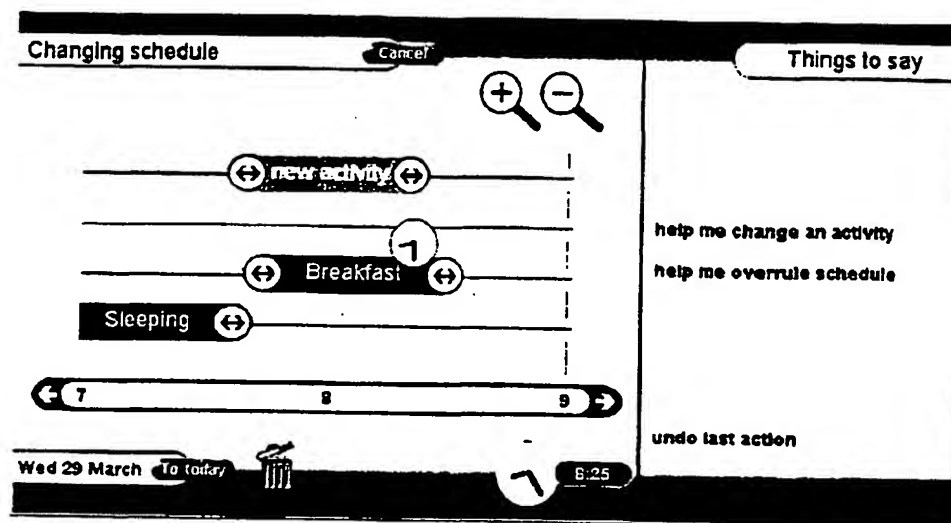 Changing schedule
Cancel
Things to say
new activity
help me change an activity
Breakfast
help me overrule schedule
Sleeping
7 8 9
undo last action
Wed 29 March
To today
8:25